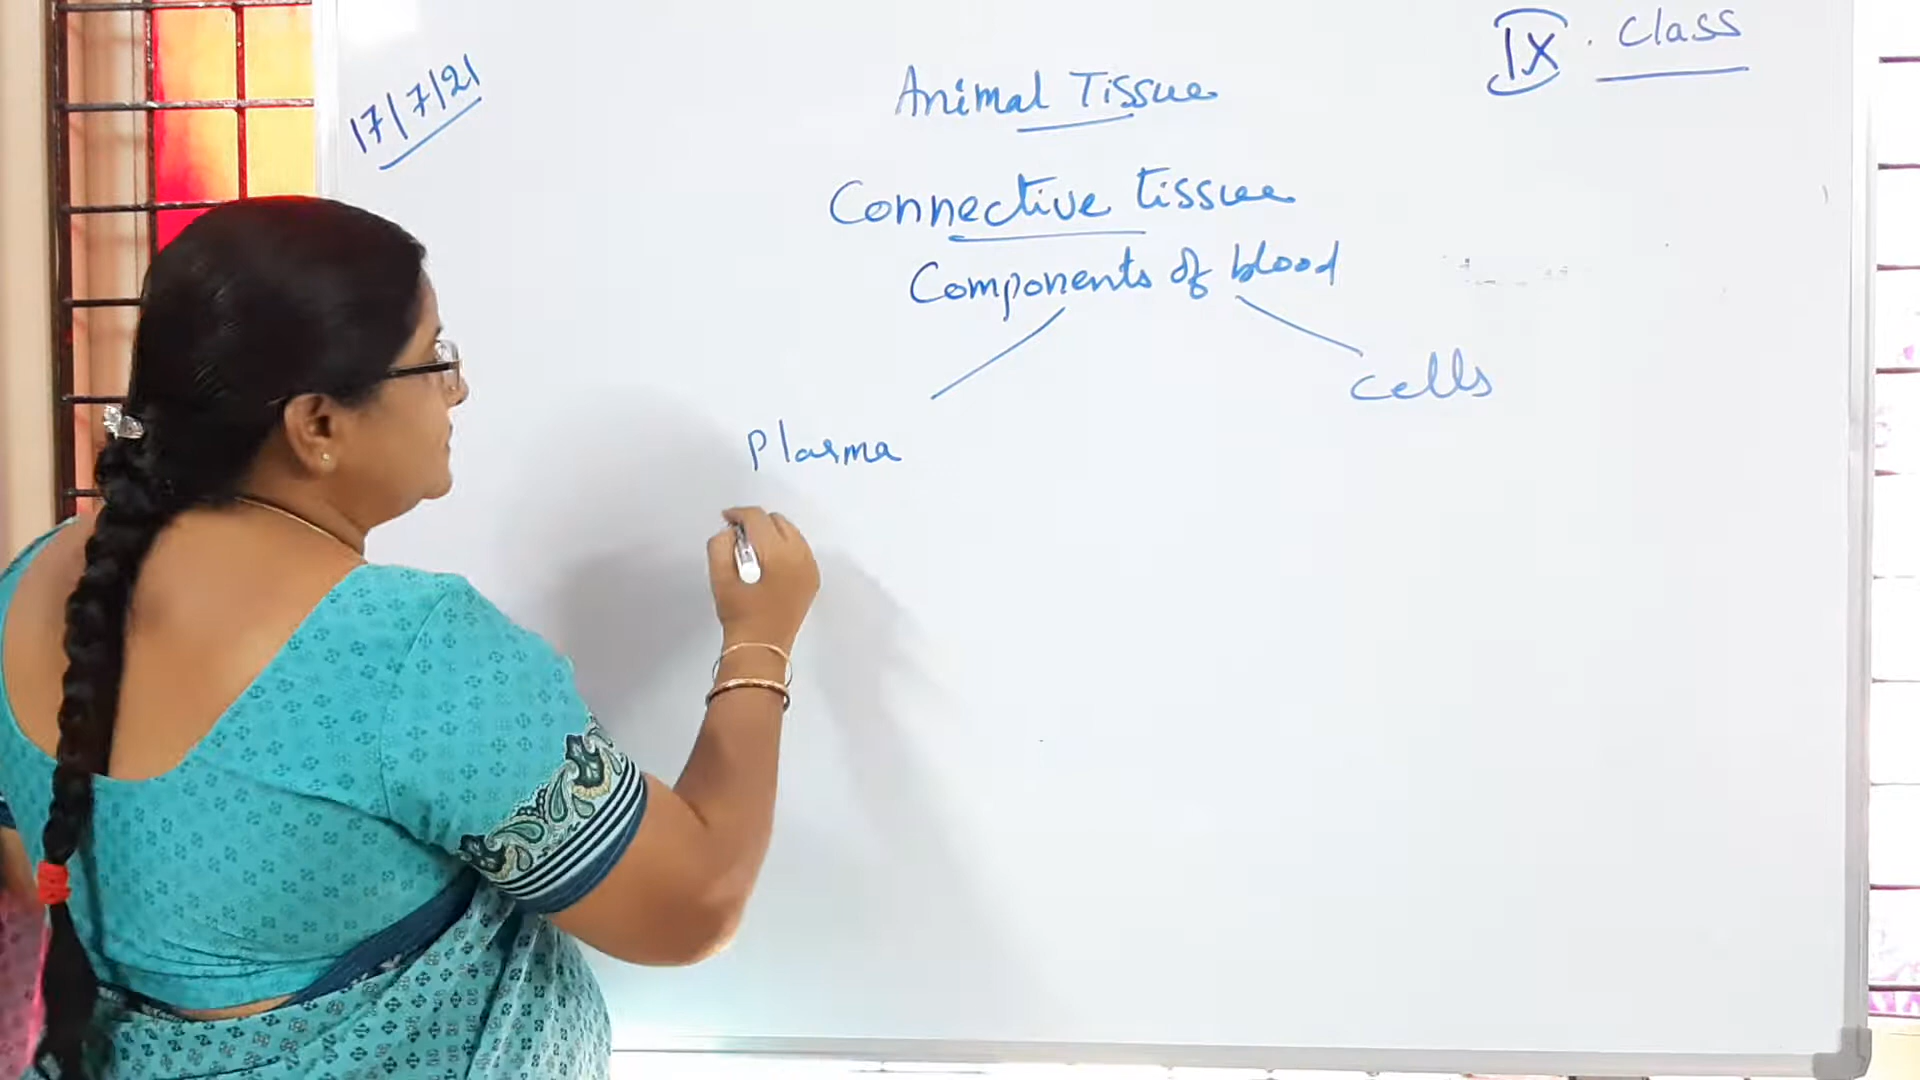 17/7/21
IX. Class
Animal Tissue
Connective tissue
Components of blood
Plasma
cells